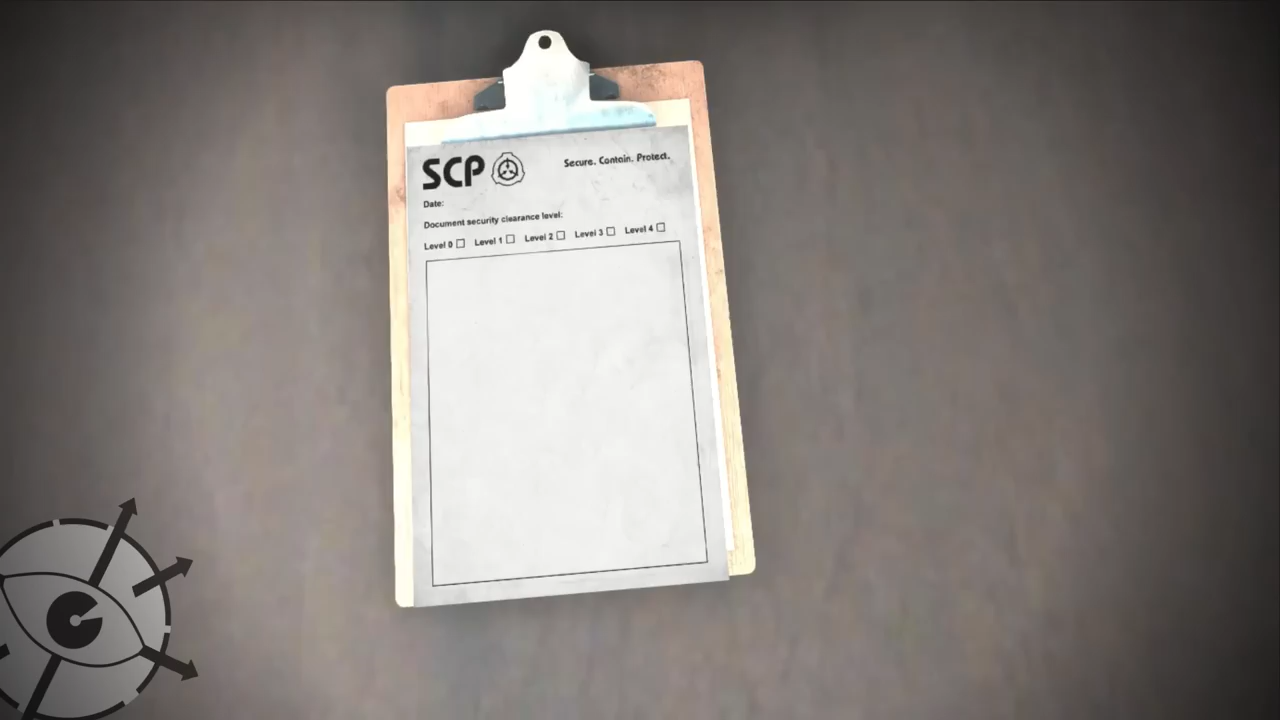 SCP
Secure. Contain. Protect.
Date:
Document security clearance level:
Level 0 Level 1 Level 2 Level 3 Level 4